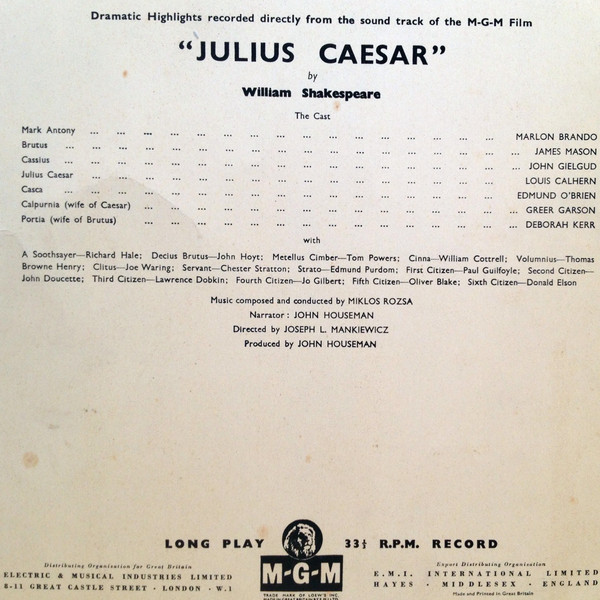 Dramatic Highlights recorded directly from the sound track of the M-G-M Film
“JULIUS CAESAR”
by
William Shakespeare
The Cast
Mark Antony ... ... ... ... ... ... ... ... ... ... ... ... ... ... ... ... MARLON BRANDO
Brutus ... ... ... ... ... ... ... ... ... ... ... ... ... ... ... ... ... ... JAMES MASON
Cassius ... ... ... ... ... ... ... ... ... ... ... ... ... ... ... ... ... ... JOHN GIELGUD
Julius Caesar ... ... ... ... ... ... ... ... ... ... ... ... ... ... ... ... LOUIS CALHERN
Casca ... ... ... ... ... ... ... ... ... ... ... ... ... ... ... ... ... ... EDMUND O'BRIEN
Calpurnia (wife of Caesar) ... ... ... ... ... ... ... ... ... ... ... ... ... ... ... GREER GARSON
Portia (wife of Brutus) ... ... ... ... ... ... ... ... ... ... ... ... ... ... ... DEBORAH KERR
with
A Soothsayer—Richard Hale; Decius Brutus—John Hoyt; Metellus Cimber—Tom Powers; Cinna—William Cottrell; Volumnius—Thomas
Browne Henry; Clitus—Joe Waring; Servant—Chester Stratton; Strato—Edmund Purdom; First Citizen—Paul Guilfoyle; Second Citizen—
John Doucette; Third Citizen—Lawrence Dobkin; Fourth Citizen—Jo Gilbert; Fifth Citizen—Oliver Blake; Sixth Citizen—Donald Elson
Music composed and conducted by MIKLOS ROZSA
Narrator: JOHN HOUSEMAN
Directed by JOSEPH L. MANKIEWICZ
Produced by JOHN HOUSEMAN
LONG PLAY 33⅓ R.P.M. RECORD
M-G-M
TRADE MARK OF LOEW'S INC.
Distributing Organisation for Great Britain
ELECTRIC & MUSICAL INDUSTRIES LIMITED
8-11 GREAT CASTLE STREET · LONDON · W.1
Export Distributing Organisation
E.M.I. INTERNATIONAL LIMITED
HAYES · MIDDLESEX · ENGLAND
Made and Printed in Great Britain